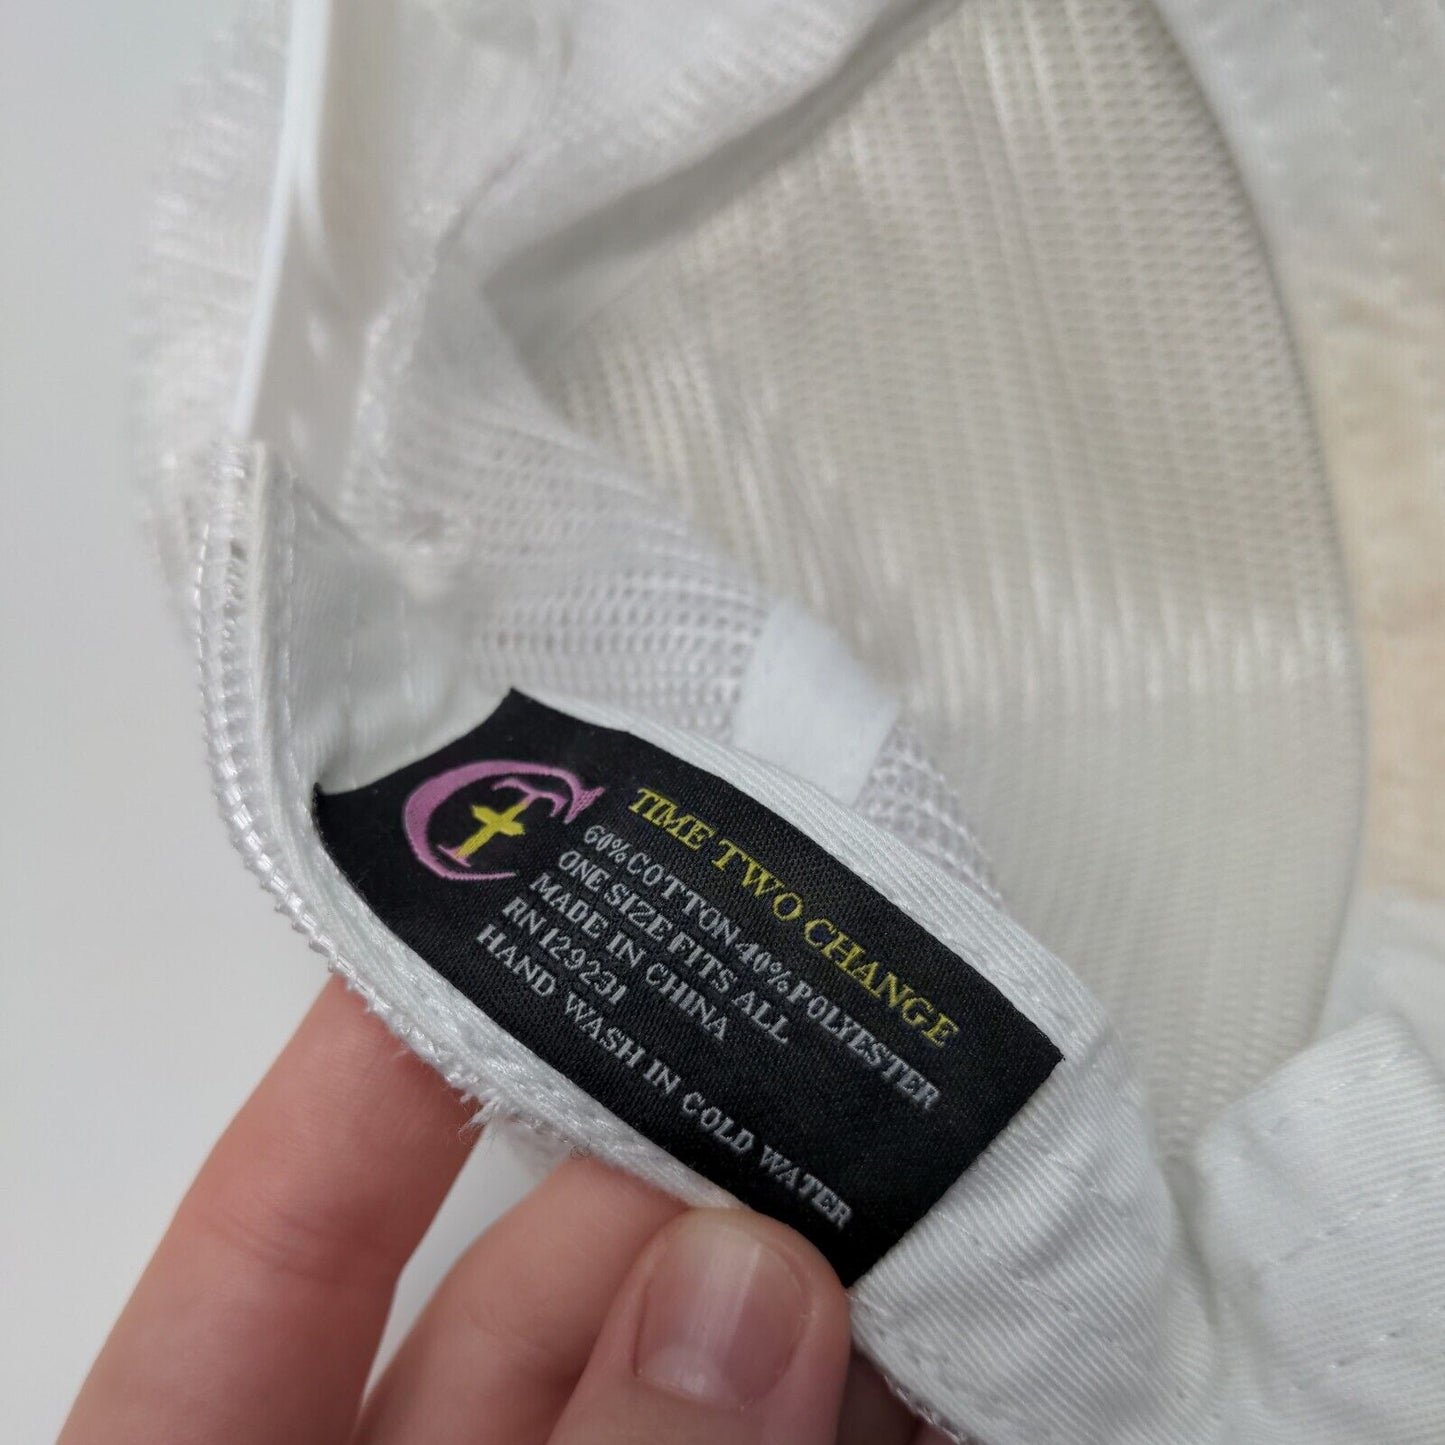 CT
TIME TWO CHANGE
60%COTTON40%POLYESTER
ONE SIZE FITS ALL
MADE IN CHINA
RN129231
HAND WASH IN COLD WATER